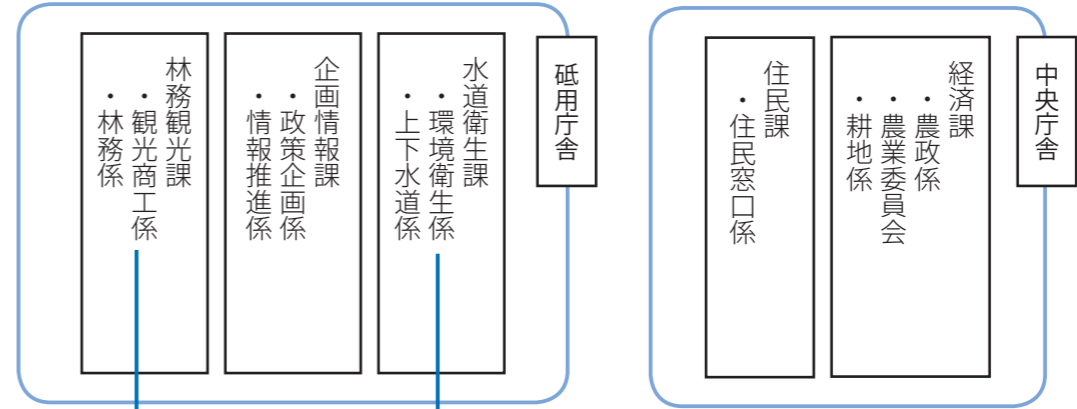 中央庁舎
経済課
・農政係
・農業委員会
・耕地係
住民課
・住民窓口係
砥用庁舎
水道衛生課
・環境衛生係
・上下水道係
企画情報課
・政策企画係
・情報推進係
林務観光課
・観光商工係
・林務係